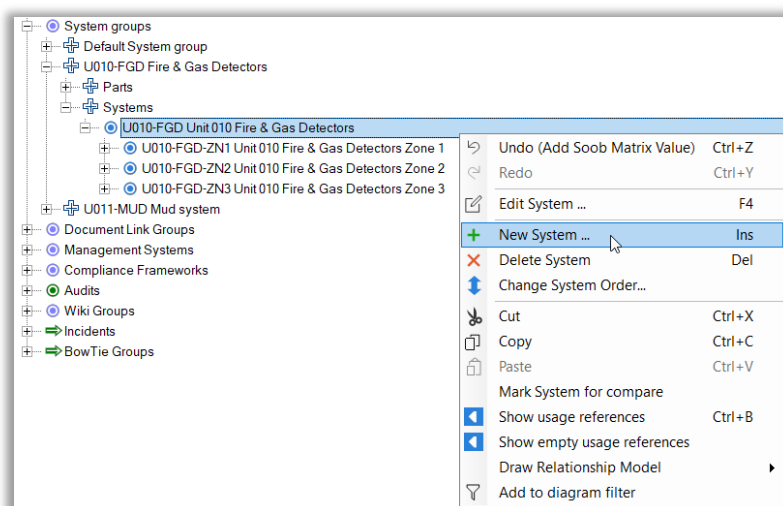 System groups
Default System group
U010-FGD Fire & Gas Detectors
Parts
Systems
U010-FGD Unit 010 Fire & Gas Detectors
U010-FGD-ZN1 Unit 010 Fire & Gas Detectors Zone 1
U010-FGD-ZN2 Unit 010 Fire & Gas Detectors Zone 2
U010-FGD-ZN3 Unit 010 Fire & Gas Detectors Zone 3
U011-MUD Mud system
Document Link Groups
Management Systems
Compliance Frameworks
Audits
Wiki Groups
Incidents
BowTie Groups
Undo (Add Soob Matrix Value) Ctrl+Z
Redo Ctrl+Y
Edit System ... F4
New System ... Ins
Delete System Del
Change System Order...
Cut Ctrl+X
Copy Ctrl+C
Paste Ctrl+V
Mark System for compare
Show usage references Ctrl+B
Show empty usage references
Draw Relationship Model
Add to diagram filter